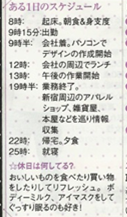 ある1日のスケジュール
8時: 起床。朝食&身支度
9時15分:出勤
9時半: 会社着。パソコンで
デザインの作成開始
12時: 会社の周辺でランチ
13時: 午後の作業開始
19時半:業務終了。
新宿周辺のアパレル
ショップ、雑貨屋、
本屋などを巡り情報
収集
22時: 帰宅。夕食
25時: 就寝
☆休日は何してる?
おいしいものを食べたり買い物
をしたりしてリフレッシュ。ボ
ディーミルク、アイマスクをして
ぐっすり眠るのも好き!